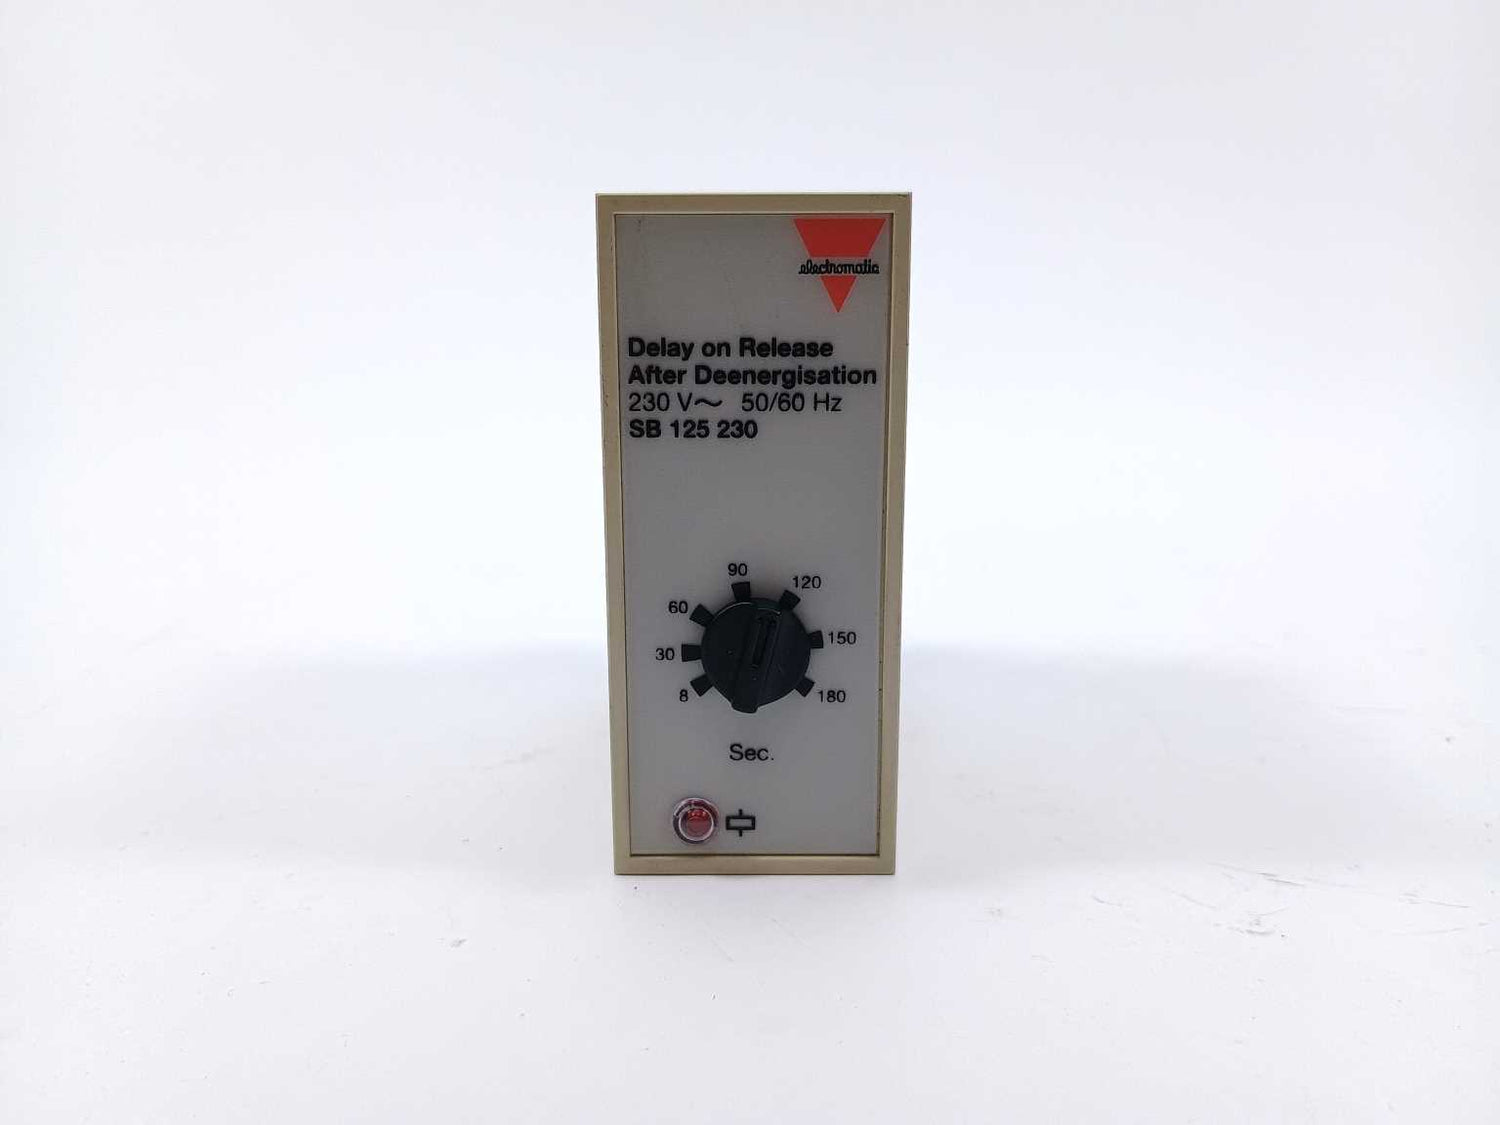 electromatic
Delay on Release
After Deenergisation
230 V~ 50/60 Hz
SB 125 230
90
120
60
150
30
8
180
Sec.